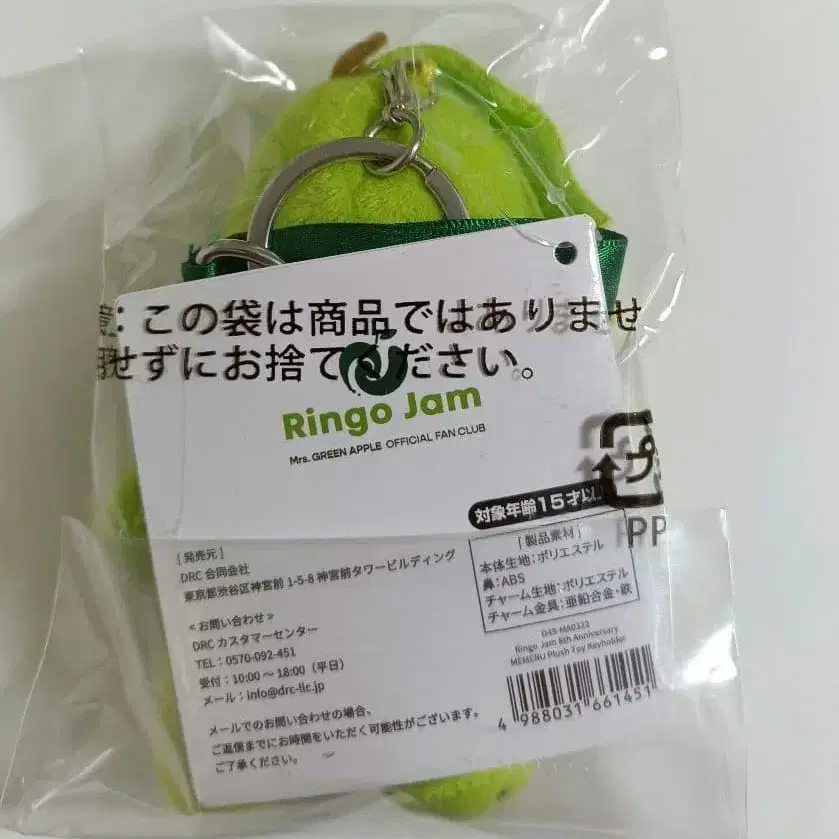 意：この袋は商品ではありませ
用せずにお捨てください。
Ringo Jam
Mrs. GREEN APPLE OFFICIAL FAN CLUB
対象年齢15才以
プ
PP
[発売元]
DRC合同会社
東京都渋谷区神宮前 1-5-8 神宮前タワービルディング
<お問い合わせ>
DRC カスタマーセンター
TEL：0570-092-451
受付：10:00～18:00（平日）
メール：info@drc-llc.jp
メールでのお問い合わせの場合、
ご返信までにお時間をいただく可能性がございます。
ご了承ください。
[製品素材]
本体生地：ポリエステル
鼻：ABS
チャーム生地：ポリエステル
チャーム金具：亜鉛合金・鉄
Ringo Jam 8th Anniversary
MEMERU Plush Toy Keyholder
4 988031 661451